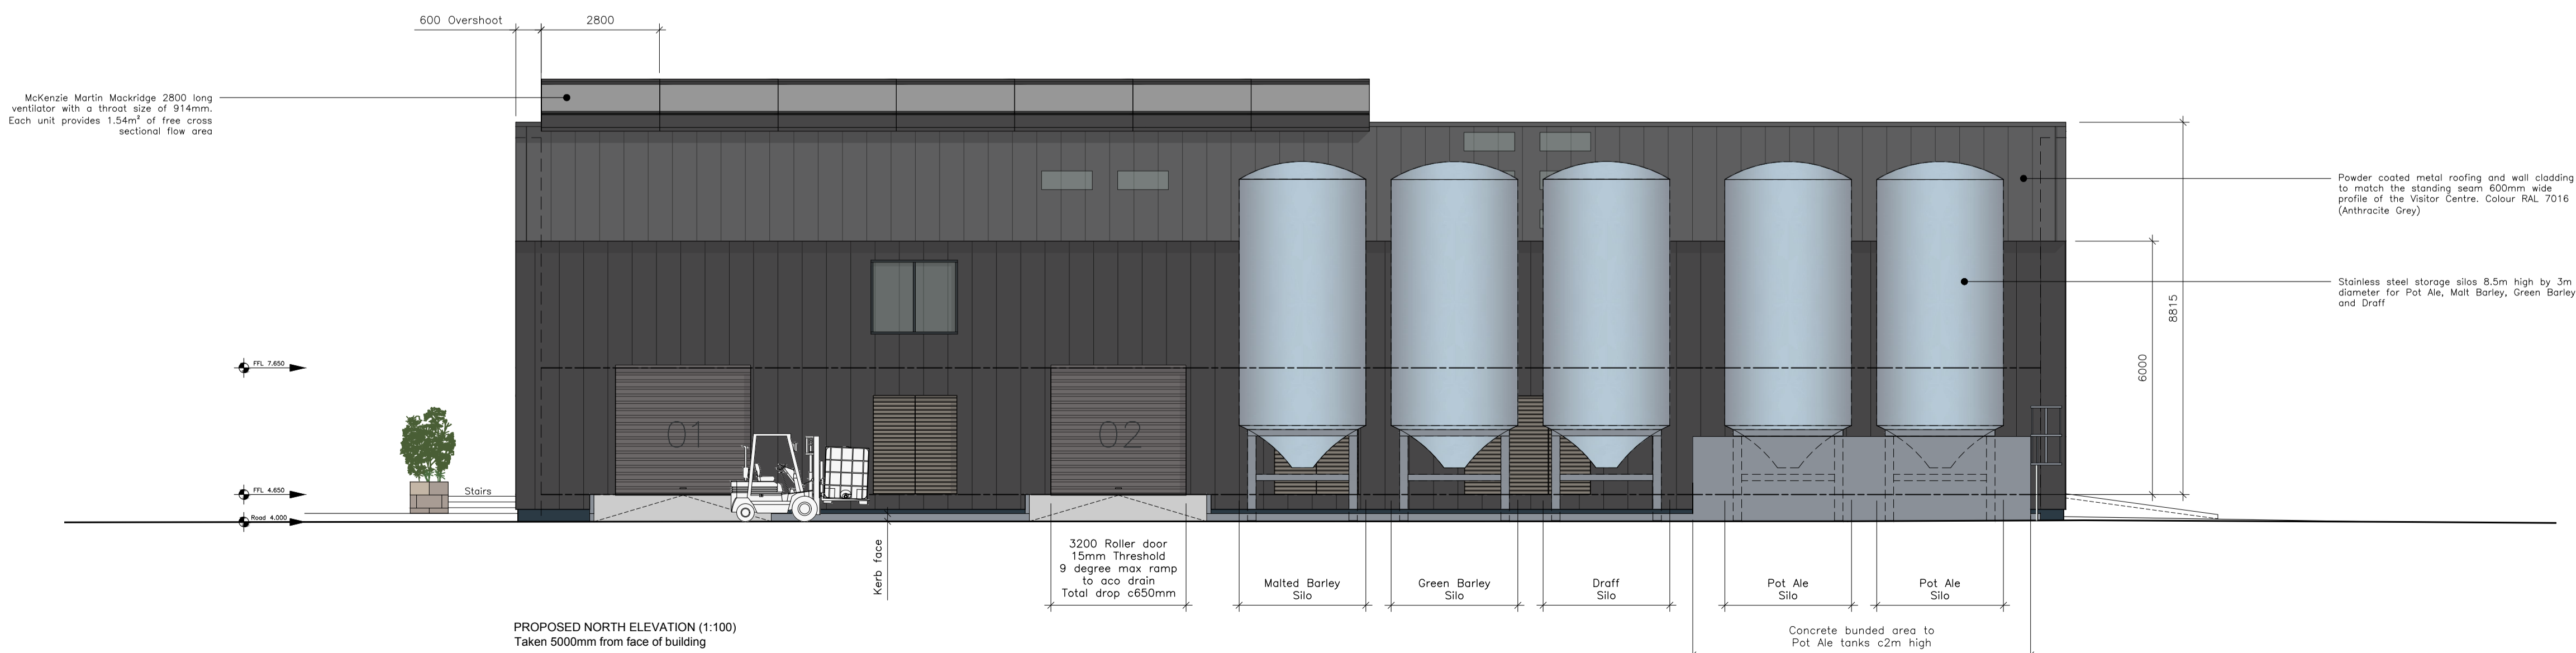 600 Overshoot
2800
McKenzie Martin Mackridge 2800 long
ventilator with a throat size of 914mm.
Each unit provides 1.54m² of free cross
sectional flow area
Powder coated metal roofing and wall cladding
to match the standing seam 600mm wide
profile of the Visitor Centre. Colour RAL 7016
(Anthracite Grey)
Stainless steel storage silos 8.5m high by 3m
diameter for Pot Ale, Malt Barley, Green Barley
and Draff
8815
6000
FFL 7.650
FFL 4.650
Road 4.000
Stairs
01
02
Kerb face
3200 Roller door
15mm Threshold
9 degree max ramp
to aco drain
Total drop c650mm
Malted Barley
Silo
Green Barley
Silo
Draff
Silo
Pot Ale
Silo
Pot Ale
Silo
Concrete bunded area to
Pot Ale tanks c2m high
PROPOSED NORTH ELEVATION (1:100)
Taken 5000mm from face of building